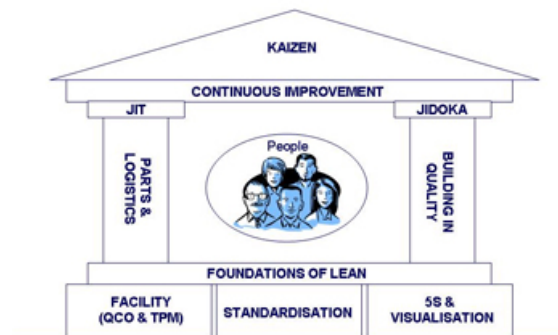 KAIZEN
CONTINUOUS IMPROVEMENT
JIT
JIDOKA
PARTS &
LOGISTICS
People
BUILDING IN
QUALITY
FOUNDATIONS OF LEAN
FACILITY
(QCO & TPM)
STANDARDISATION
5S &
VISUALISATION